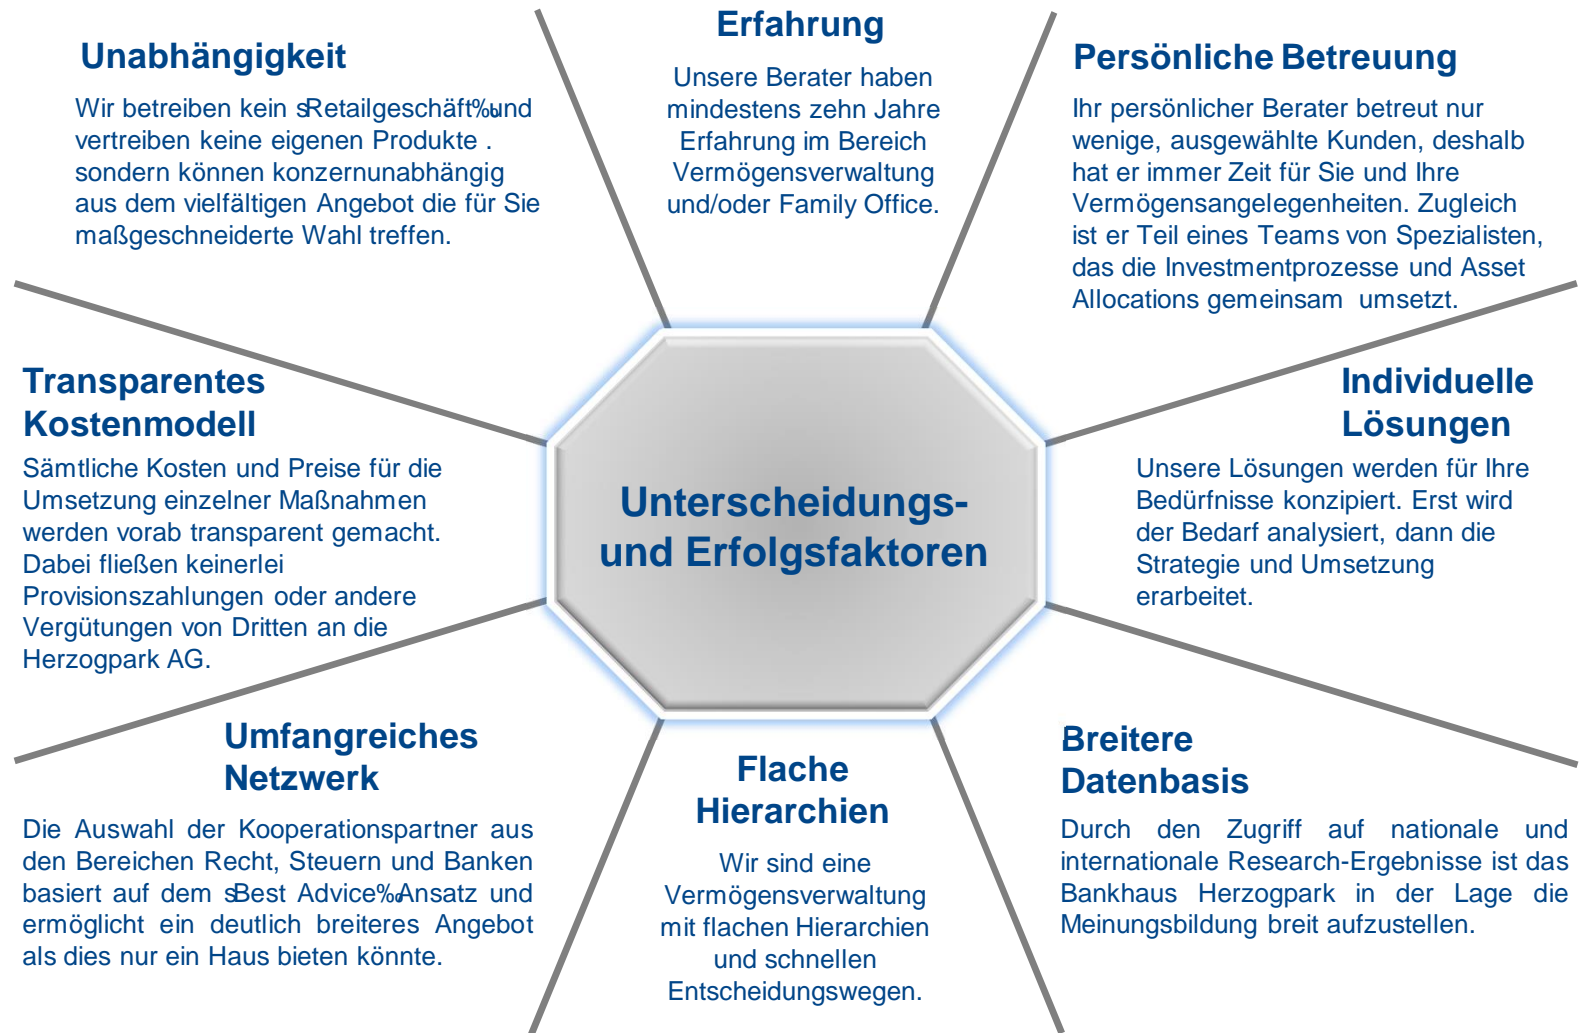 Unabhängigkeit
Wir betreiben kein sRetailgeschäft‰und
vertreiben keine eigenen Produkte .
sondern können konzernunabhängig
aus dem vielfältigen Angebot die für Sie
maßgeschneiderte Wahl treffen.
Erfahrung
Unsere Berater haben
mindestens zehn Jahre
Erfahrung im Bereich
Vermögensverwaltung
und/oder Family Office.
Persönliche Betreuung
Ihr persönlicher Berater betreut nur
wenige, ausgewählte Kunden, deshalb
hat er immer Zeit für Sie und Ihre
Vermögensangelegenheiten. Zugleich
ist er Teil eines Teams von Spezialisten,
das die Investmentprozesse und Asset
Allocations gemeinsam umsetzt.
Transparentes
Kostenmodell
Sämtliche Kosten und Preise für die
Umsetzung einzelner Maßnahmen
werden vorab transparent gemacht.
Dabei fließen keinerlei
Provisionszahlungen oder andere
Vergütungen von Dritten an die
Herzogpark AG.
Unterscheidungs-
und Erfolgsfaktoren
Individuelle
Lösungen
Unsere Lösungen werden für Ihre
Bedürfnisse konzipiert. Erst wird
der Bedarf analysiert, dann die
Strategie und Umsetzung
erarbeitet.
Umfangreiches
Netzwerk
Die Auswahl der Kooperationspartner aus
den Bereichen Recht, Steuern und Banken
basiert auf dem sBest Advice‰Ansatz und
ermöglicht ein deutlich breiteres Angebot
als dies nur ein Haus bieten könnte.
Flache
Hierarchien
Wir sind eine
Vermögensverwaltung
mit flachen Hierarchien
und schnellen
Entscheidungswegen.
Breitere
Datenbasis
Durch den Zugriff auf nationale und
internationale Research-Ergebnisse ist das
Bankhaus Herzogpark in der Lage die
Meinungsbildung breit aufzustellen.